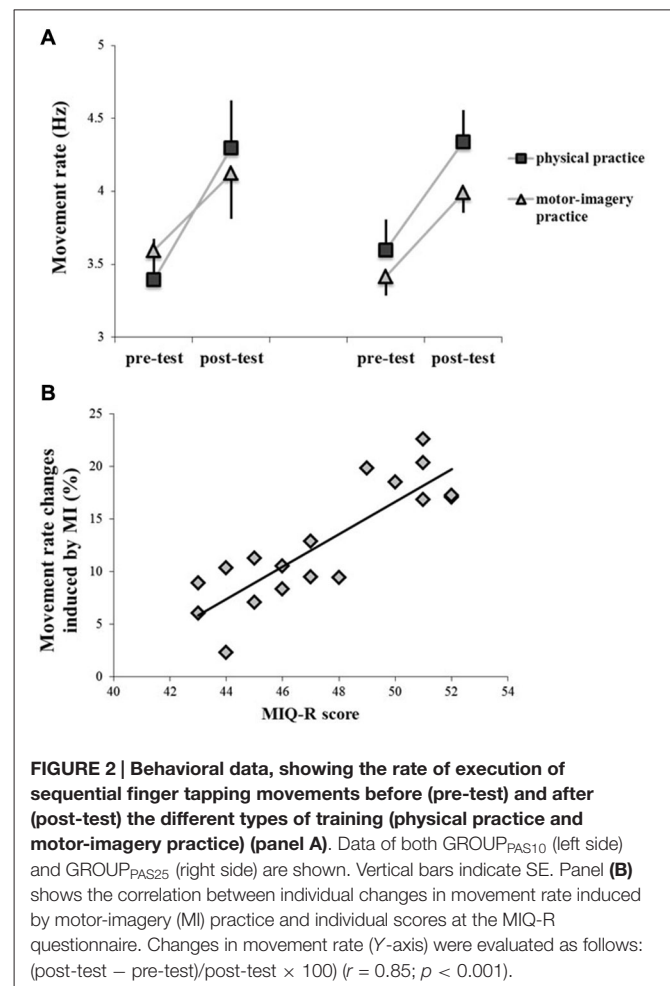 A
5
4.5
4
3.5
3
Movement rate (Hz)
physical practice
motor-imagery
practice
pre-test post-test pre-test post-test
B
25
20
15
10
5
0
Movement rate changes
induced by MI (%)
40 42 44 46 48 50 52 54
MIQ-R score
FIGURE 2 | Behavioral data, showing the rate of execution of
sequential finger tapping movements before (pre-test) and after
(post-test) the different types of training (physical practice and
motor-imagery practice) (panel A). Data of both GROUPPAS10 (left side)
and GROUPPAS25 (right side) are shown. Vertical bars indicate SE. Panel (B)
shows the correlation between individual changes in movement rate induced
by motor-imagery (MI) practice and individual scores at the MIQ-R
questionnaire. Changes in movement rate (Y-axis) were evaluated as follows:
(post-test − pre-test)/post-test × 100) (r = 0.85; p < 0.001).